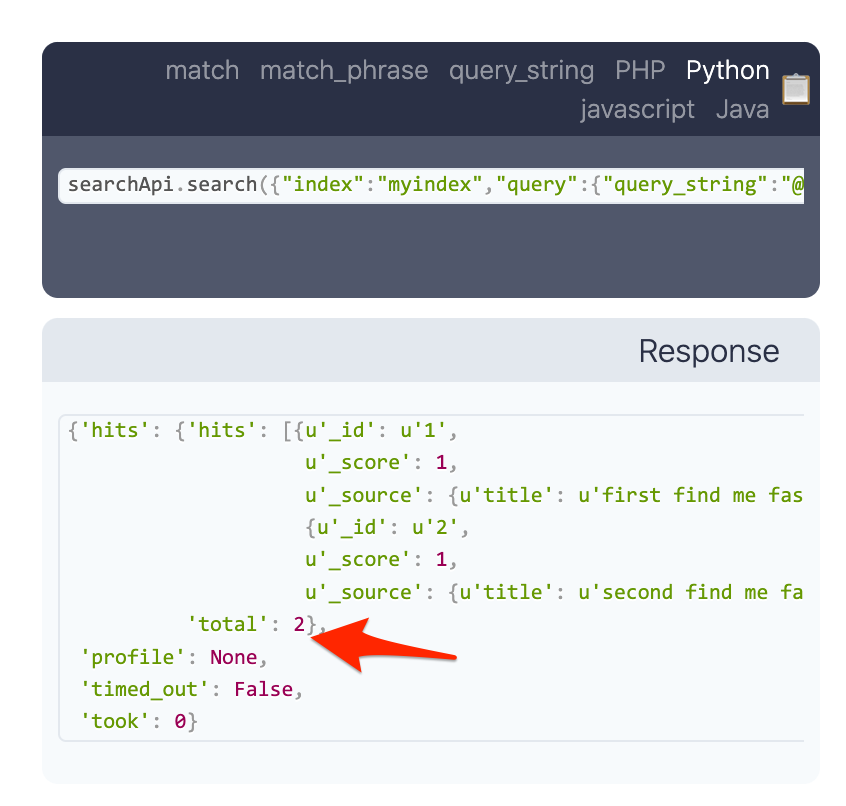 match match_phrase query_string PHP Python
javascript Java
searchApi.search({"index":"myindex","query":{"query_string":"@
Response
{'hits': {'hits': [{u'_id': u'1',
u'_score': 1,
u'_source': {u'title': u'first find me fas
{u'_id': u'2',
u'_score': 1,
u'_source': {u'title': u'second find me fa
'total': 2},
'profile': None,
'timed_out': False,
'took': 0}